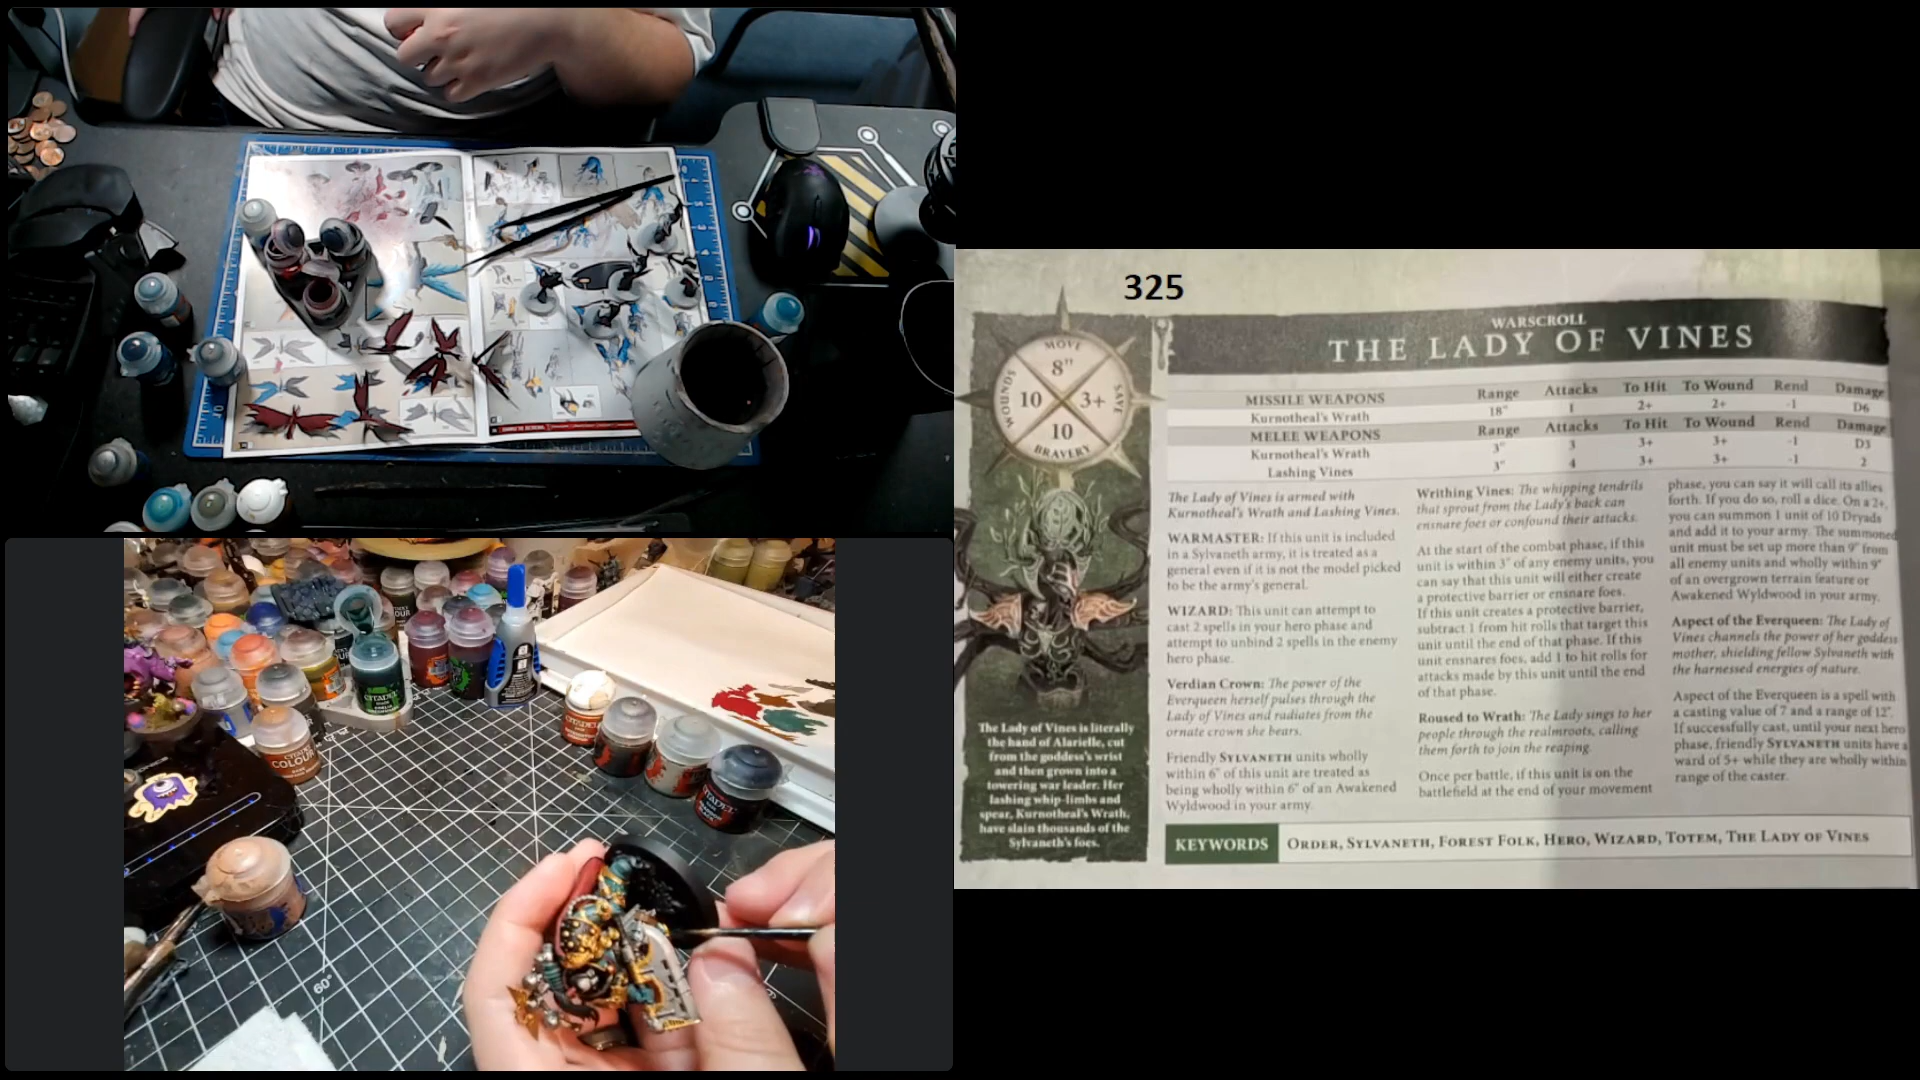 325
WARSCROLL
THE LADY OF VINES
MOVE
8"
WOUNDS
10
3+
SAVE
10
BRAVERY
MISSILE WEAPONS Range Attacks To Hit To Wound Rend Damage
Kurnotheal's Wrath 18" 1 2+ 2+ -1 D6
MELEE WEAPONS Range Attacks To Hit To Wound Rend Damage
Kurnotheal's Wrath 3" 3 3+ 3+ -1 D3
Lashing Vines 3" 4 3+ 3+ -1 2
The Lady of Vines is armed with
Kurnotheal's Wrath and Lashing Vines.
WARMASTER: If this unit is included
in a Sylvaneth army, it is treated as a
general even if it is not the model picked
to be the army's general.
WIZARD: This unit can attempt to
cast 2 spells in your hero phase and
attempt to unbind 2 spells in the enemy
hero phase.
Verdian Crown: The power of the
Everqueen herself pulses through the
Lady of Vines and radiates from the
ornate crown she bears.
Friendly SYLVANETH units wholly
within 6" of this unit are treated as
being wholly within 6" of an Awakened
Wyldwood in your army.
Writhing Vines: The whipping tendrils
that sprout from the Lady's back can
ensnare foes or confound their attacks.
At the start of the combat phase, if this
unit is within 3" of any enemy units, you
can say that this unit will either create
a protective barrier or ensnare foes.
If this unit creates a protective barrier,
subtract 1 from hit rolls that target this
unit until the end of that phase. If this
unit ensnares foes, add 1 to hit rolls for
attacks made by this unit until the end
of that phase.
Roused to Wrath: The Lady sings to her
people through the realmroots, calling
them forth to join the reaping.
Once per battle, if this unit is on the
battlefield at the end of your movement
phase, you can say it will call its allies
forth. If you do so, roll a dice. On a 2+,
you can summon 1 unit of 10 Dryads
and add it to your army. The summoned
unit must be set up more than 9" from
all enemy units and wholly within 9"
of an overgrown terrain feature or
Awakened Wyldwood in your army.
Aspect of the Everqueen: The Lady of
Vines channels the power of her goddess
mother, shielding fellow Sylvaneth with
the harnessed energies of nature.
Aspect of the Everqueen is a spell with
a casting value of 7 and a range of 12".
If successfully cast, until your next hero
phase, friendly SYLVANETH units have a
ward of 5+ while they are wholly within
range of the caster.
The Lady of Vines is literally
the hand of Alarielle, cut
from the goddess's wrist
and then grown into a
towering war leader. Her
lashing whip-limbs and
spear, Kurnotheal's Wrath,
have slain thousands of the
Sylvaneth's foes.
KEYWORDS ORDER, SYLVANETH, FOREST FOLK, HERO, WIZARD, TOTEM, THE LADY OF VINES
CITADEL
COLOUR
CITADEL
60°